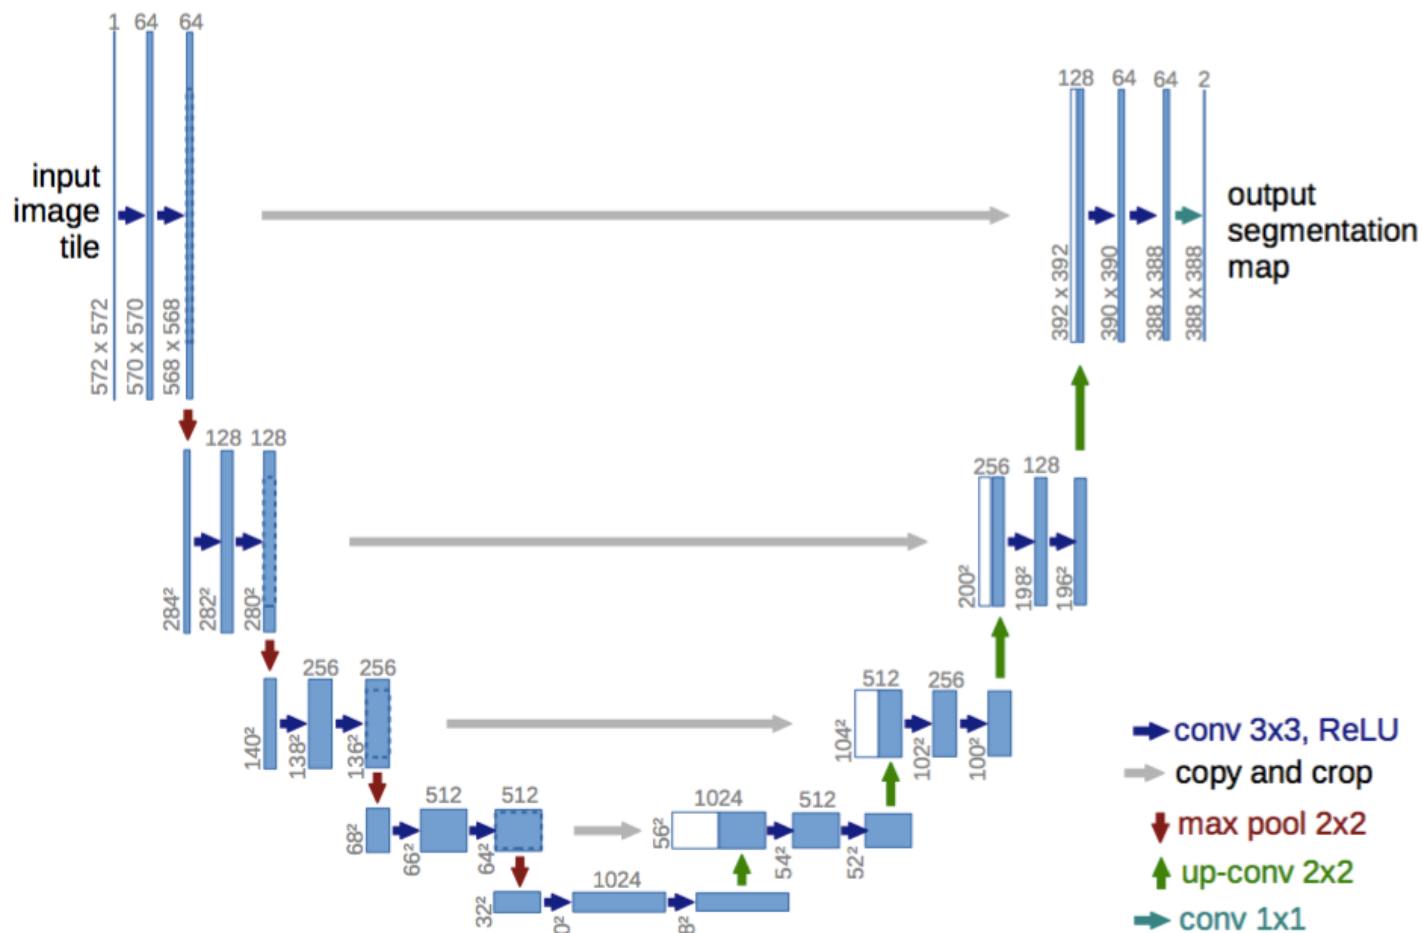 1 64 64
input
image
tile
572 x 572
570 x 570
568 x 568
128 64 64 2
392 x 392
390 x 390
388 x 388
388 x 388
output
segmentation
map
128 128
284²
282²
280²
256 128
200²
198²
196²
256 256
140²
138²
136²
512 256
104²
102²
100²
512 512
68²
66²
64²
1024 512
56²
54²
52²
1024
32²
0²
8²
conv 3x3, ReLU
copy and crop
max pool 2x2
up-conv 2x2
conv 1x1